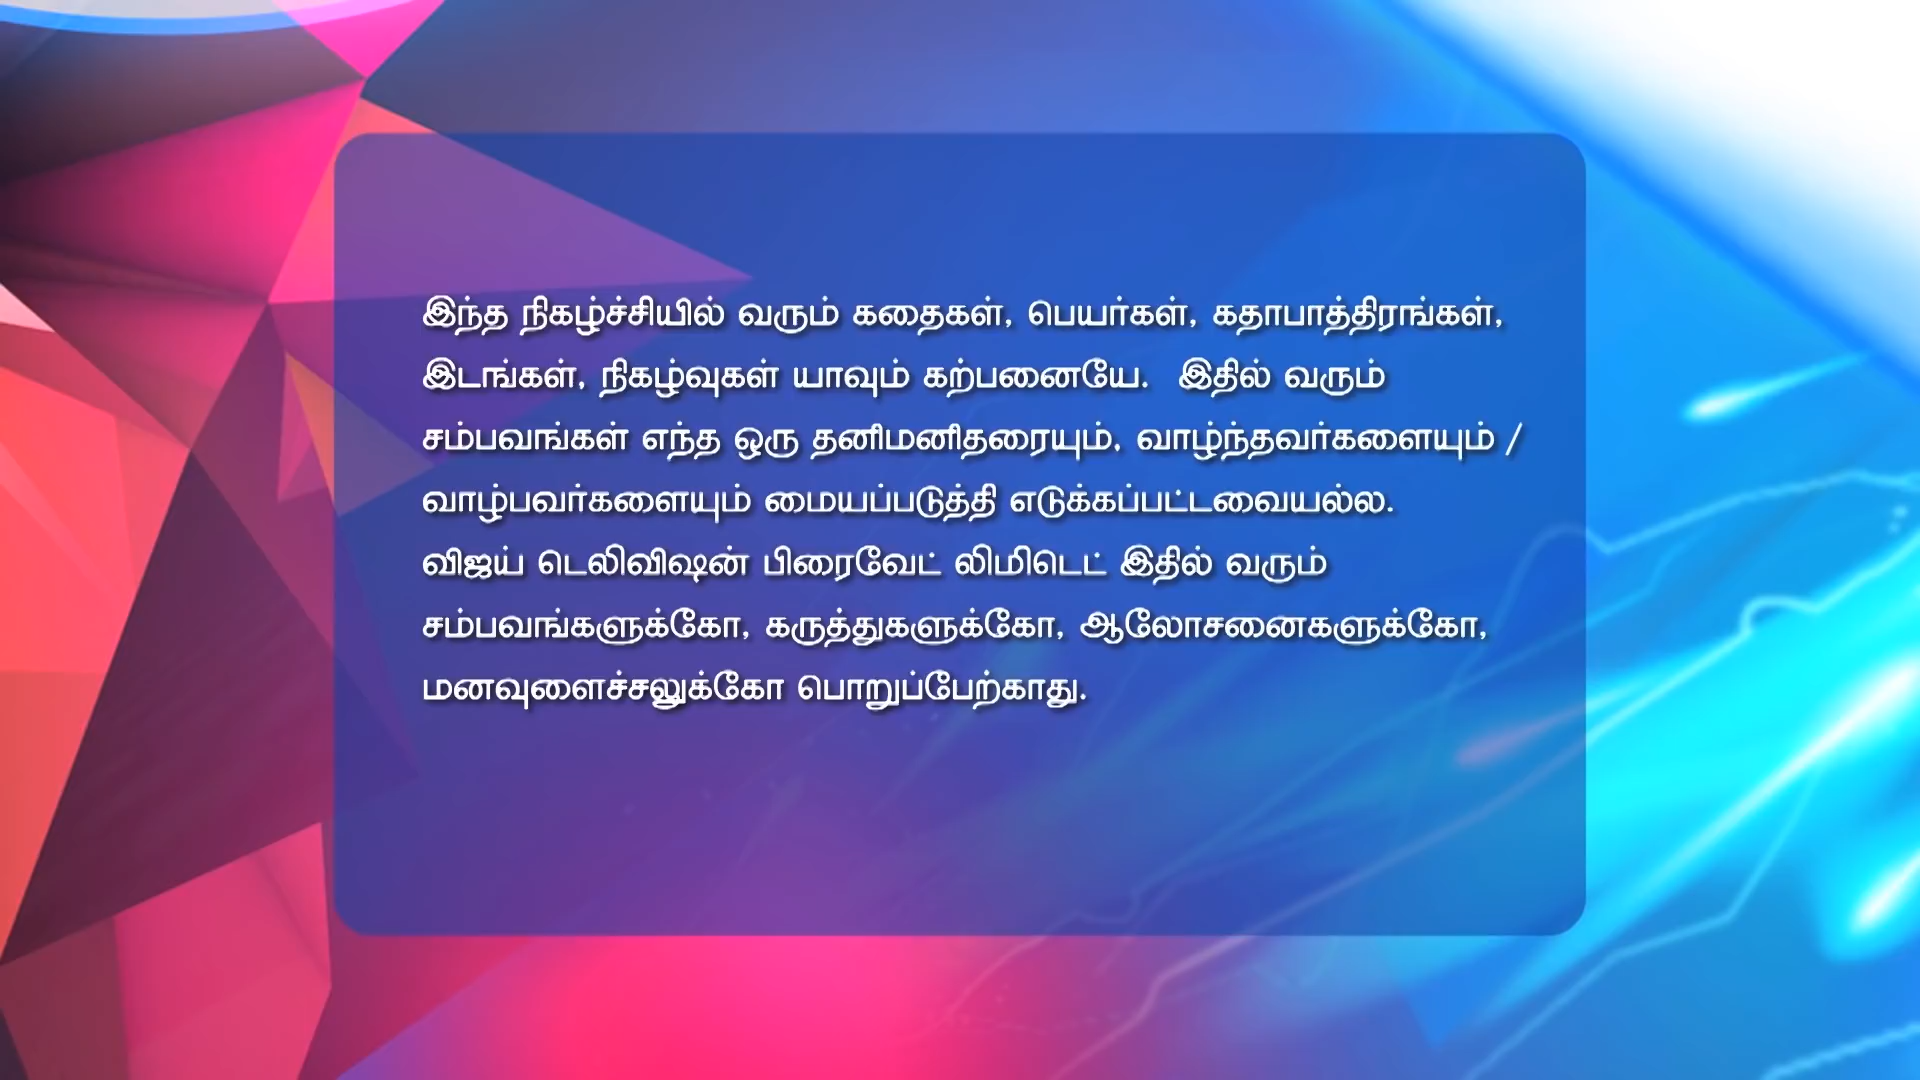 இந்த நிகழ்ச்சியில் வரும் கதைகள், பெயர்கள், கதாபாத்திரங்கள்,
இடங்கள், நிகழ்வுகள் யாவும் கற்பனையே.  இதில் வரும்
சம்பவங்கள் எந்த ஒரு தனிமனிதரையும், வாழ்ந்தவர்களையும் /
வாழ்பவர்களையும் மையப்படுத்தி எடுக்கப்பட்டவையல்ல.
விஜய் டெலிவிஷன் பிரைவேட் லிமிடெட் இதில் வரும்
சம்பவங்களுக்கோ, கருத்துகளுக்கோ, ஆலோசனைகளுக்கோ,
மனவுளைச்சலுக்கோ பொறுப்பேற்காது.